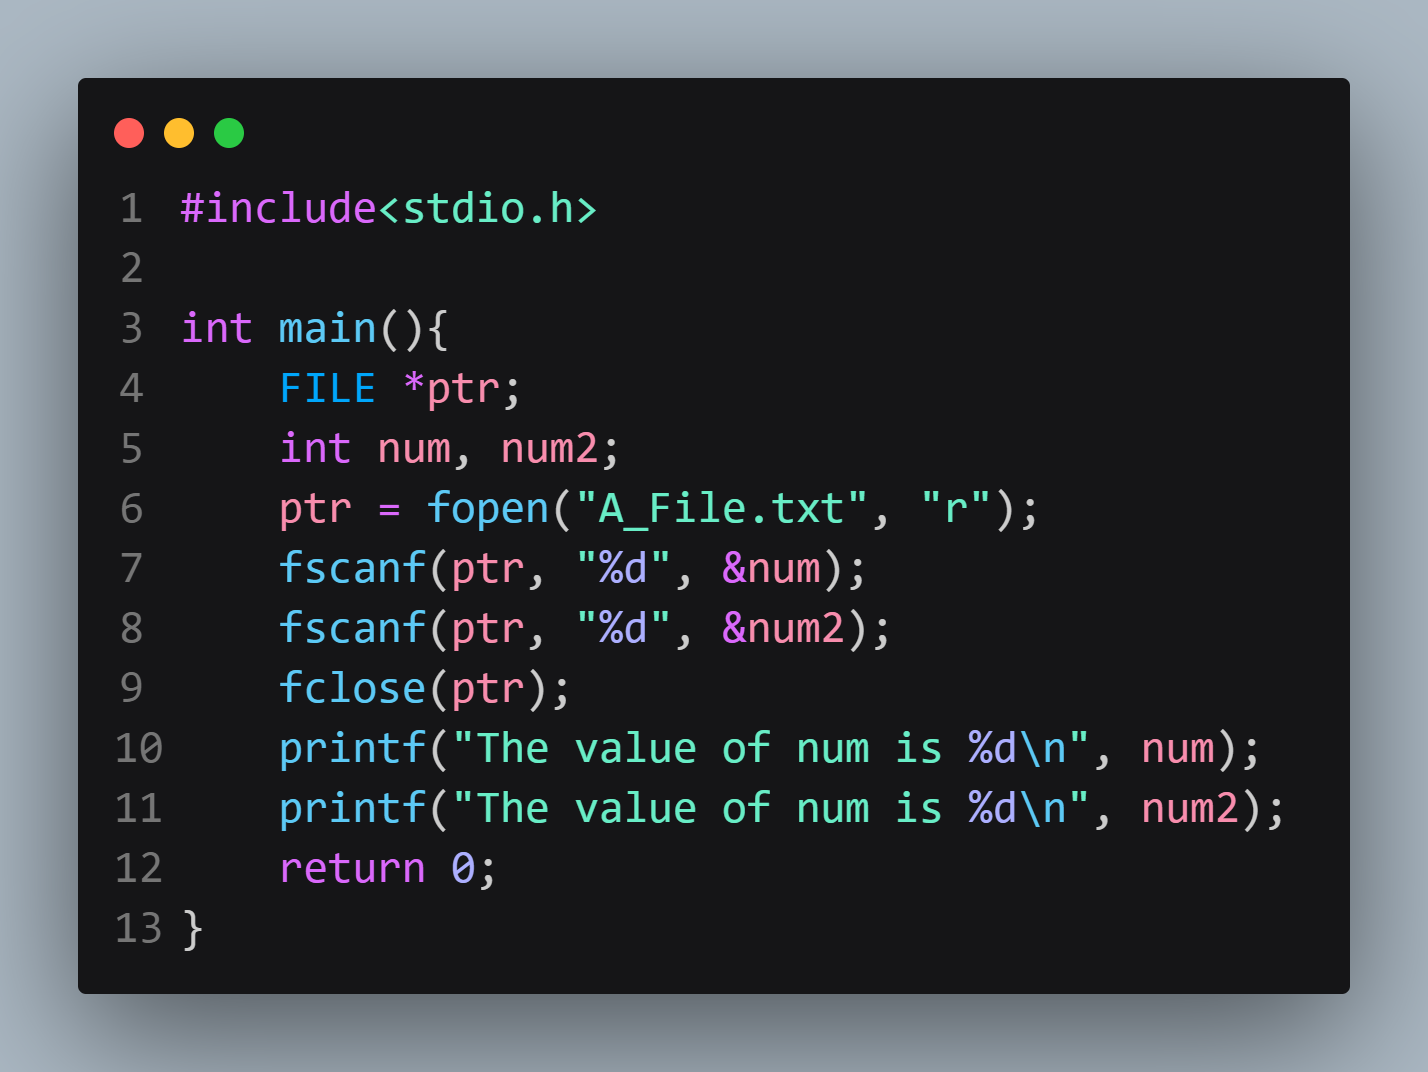 1 #include<stdio.h>
2
3 int main(){
4     FILE *ptr;
5     int num, num2;
6     ptr = fopen("A_File.txt", "r");
7     fscanf(ptr, "%d", &num);
8     fscanf(ptr, "%d", &num2);
9     fclose(ptr);
10     printf("The value of num is %d\n", num);
11     printf("The value of num is %d\n", num2);
12     return 0;
13 }